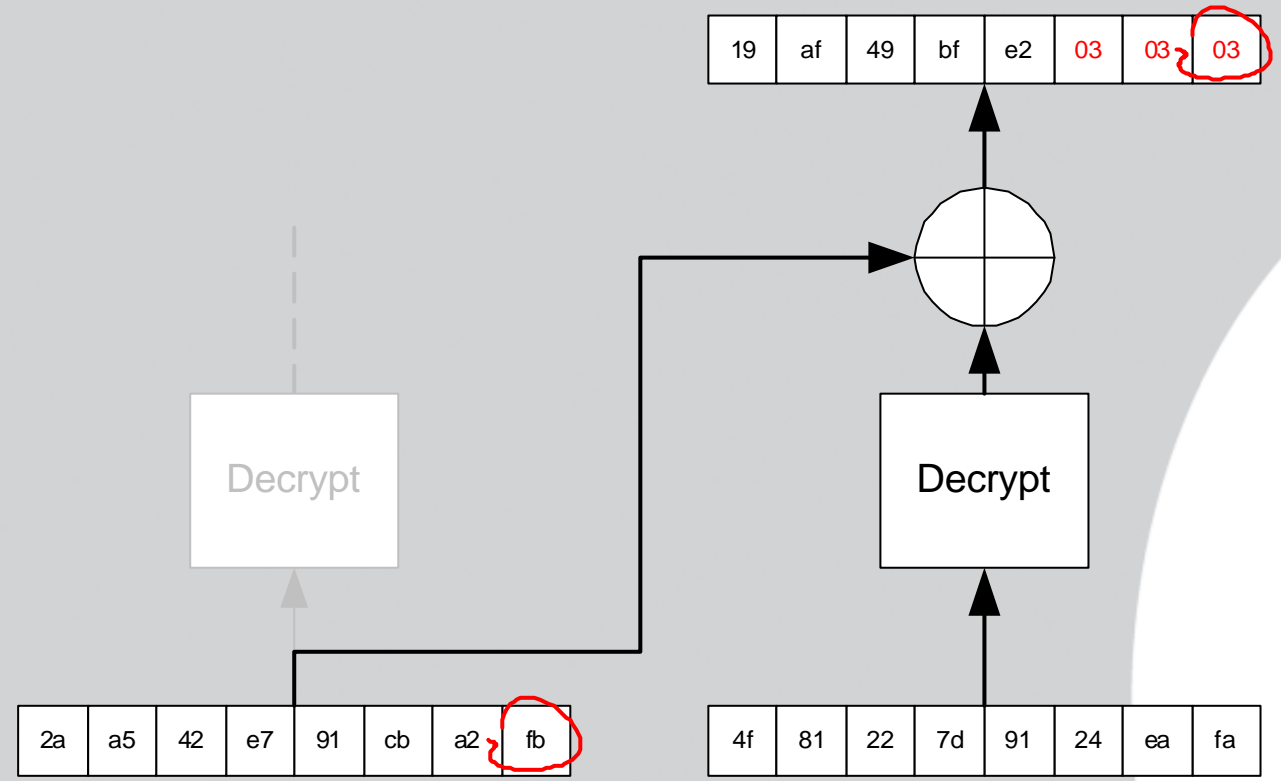 19 af 49 bf e2 03 03 03
Decrypt Decrypt
2a a5 42 e7 91 cb a2 fb 4f 81 22 7d 91 24 ea fa